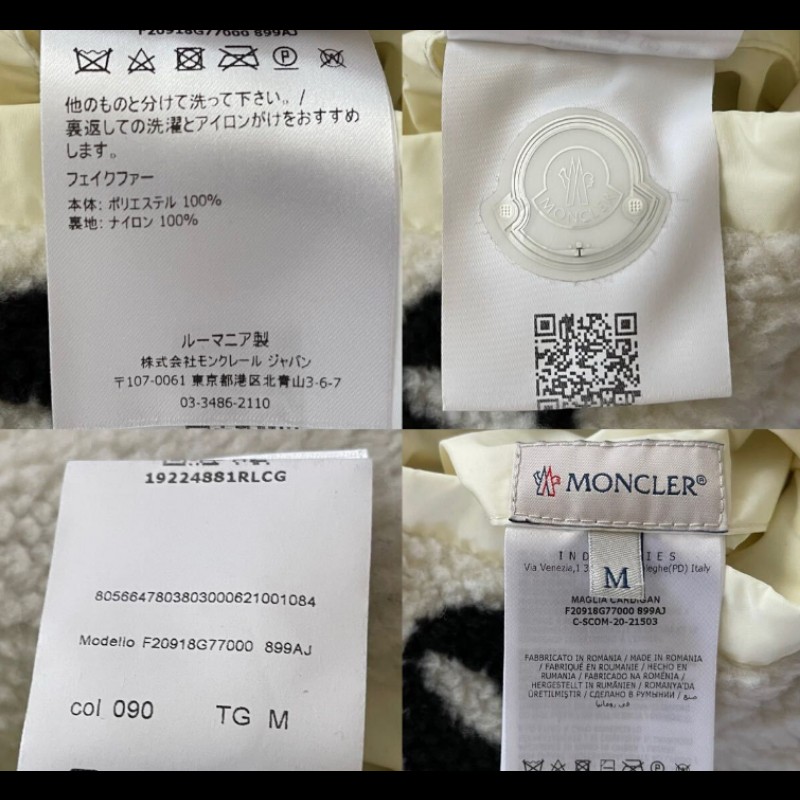 F20918G77000 899AJ
他のものと分けて洗って下さい。/
裏返しての洗濯とアイロンがけをおすすめ
します。
フェイクファー
本体: ポリエステル 100%
裏地: ナイロン 100%
ルーマニア製
株式会社モンクレール ジャパン
〒107-0061 東京都港区北青山3-6-7
03-3486-2110
MONCLER
19224881RLCG
8056647803803000621001084
Modello F20918G77000 899AJ
col 090 TG M
MONCLER®
M
Via Venezia,1 (PD) Italy
MAGLIA CARDIGAN
F20918G77000 899AJ
C-SCOM-20-21503
FABBRICATO IN ROMANIA / MADE IN ROMANIA
/ FABRIQUÉ EN ROUMANIE / HECHO EN
RUMANIA / FABRICADO NA ROMÉNIA /
HERGESTELLT IN RUMÄNIEN / ROMANYA'DA
ÜRETILMIŞTIR / СДЕЛАНО В РУМЫНИИ / صنع
في رومانيا